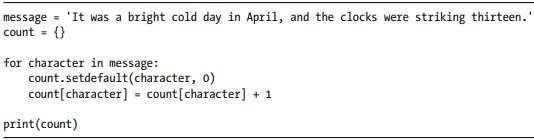 message = 'It was a bright cold day in April, and the clocks were striking thirteen.'
count = {}

for character in message:
    count.setdefault(character, 0)
    count[character] = count[character] + 1

print(count)